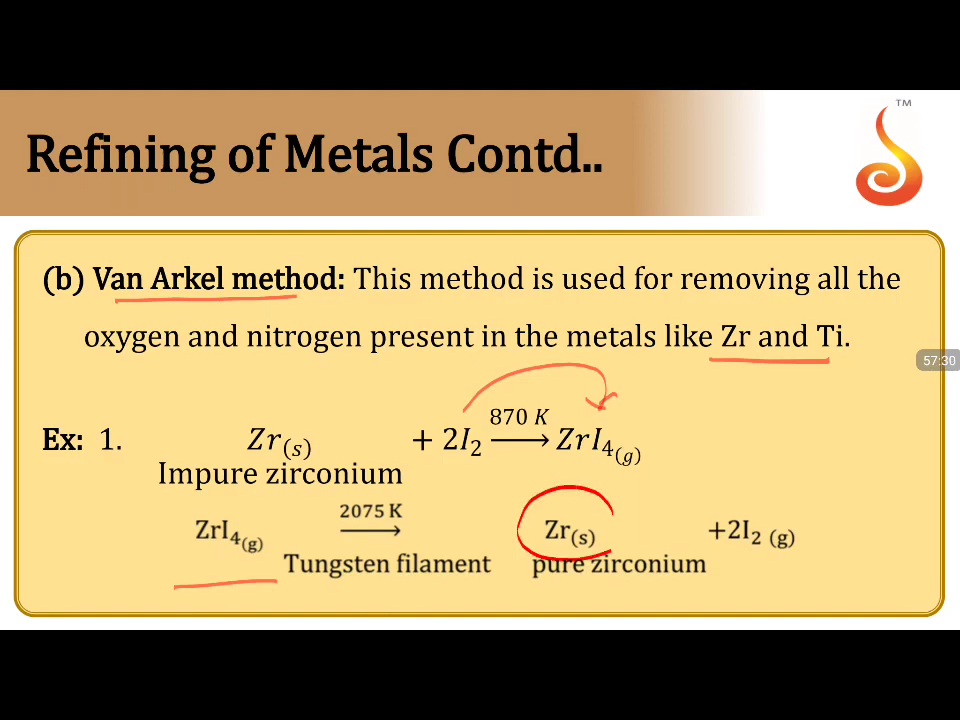 TM
Refining of Metals Contd..
(b) Van Arkel method: This method is used for removing all the
oxygen and nitrogen present in the metals like Zr and Ti.
57:30
Ex: 1. Zr(s) + 2I₂ —870 K→ ZrI₄(g)
Impure zirconium
ZrI₄(g) —2075 K→ Zr(s) +2I₂ (g)
Tungsten filament pure zirconium